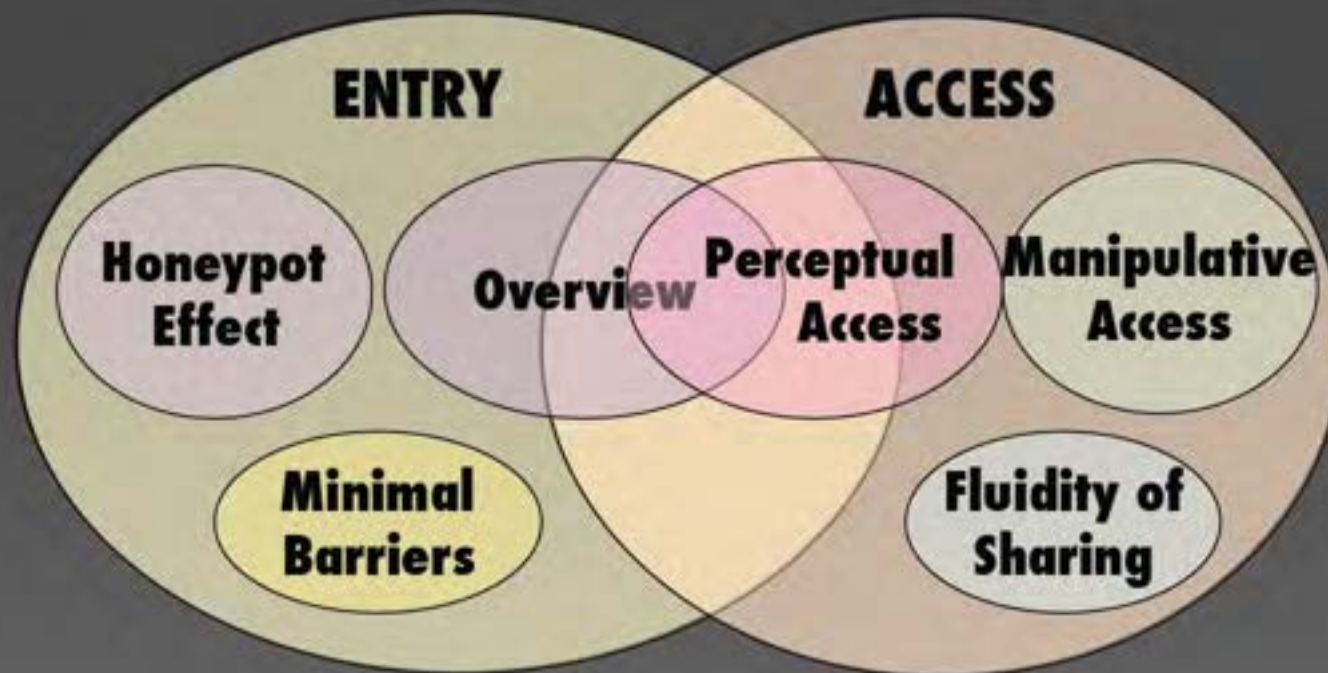 ENTRY
ACCESS
Honeypot
Effect
Overview
Perceptual
Access
Manipulative
Access
Minimal
Barriers
Fluidity of
Sharing